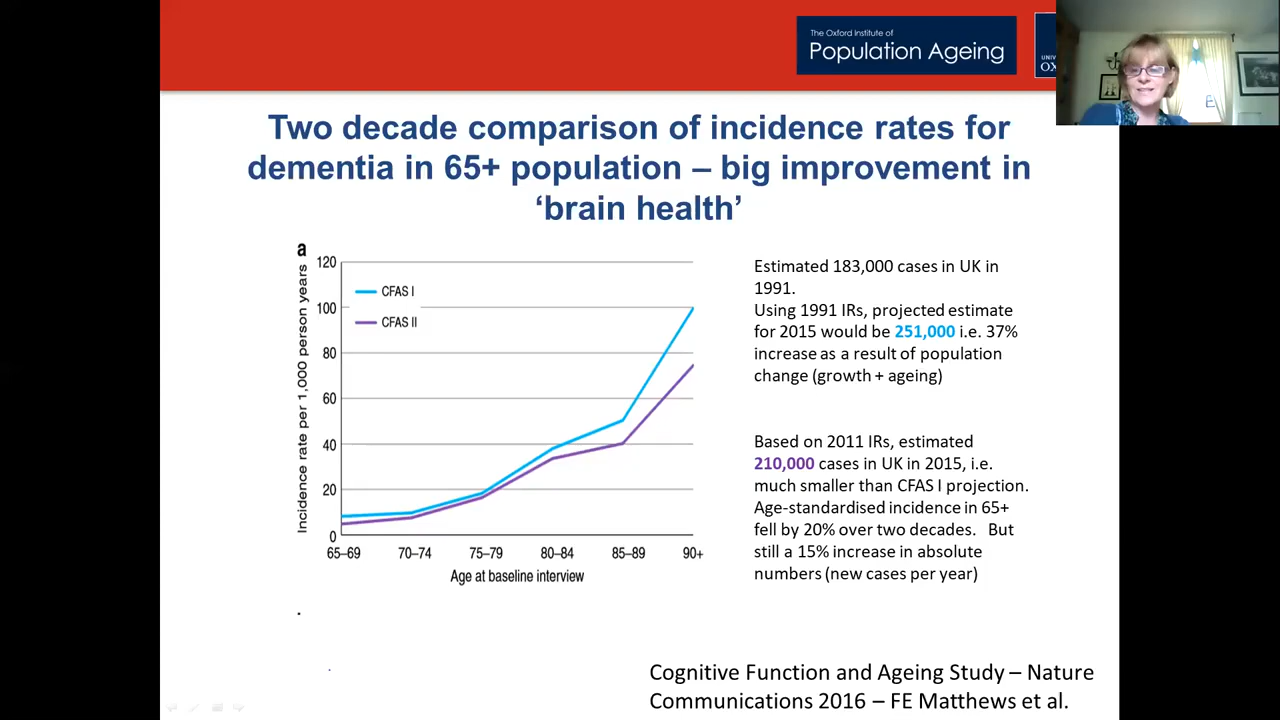 The Oxford Institute of
Population Ageing
UNIV
OX
Two decade comparison of incidence rates for
dementia in 65+ population – big improvement in
‘brain health’
a
Incidence rate per 1,000 person years
120
100
80
60
40
20
0
CFAS I
CFAS II
65–69 70–74 75–79 80–84 85–89 90+
Age at baseline interview
Estimated 183,000 cases in UK in
1991.
Using 1991 IRs, projected estimate
for 2015 would be 251,000 i.e. 37%
increase as a result of population
change (growth + ageing)
Based on 2011 IRs, estimated
210,000 cases in UK in 2015, i.e.
much smaller than CFAS I projection.
Age-standardised incidence in 65+
fell by 20% over two decades. But
still a 15% increase in absolute
numbers (new cases per year)
Cognitive Function and Ageing Study – Nature
Communications 2016 – FE Matthews et al.